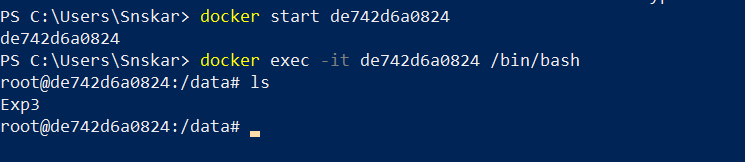 PS C:\Users\Snskar> docker start de742d6a0824
de742d6a0824
PS C:\Users\Snskar> docker exec -it de742d6a0824 /bin/bash
root@de742d6a0824:/data# ls
Exp3
root@de742d6a0824:/data#